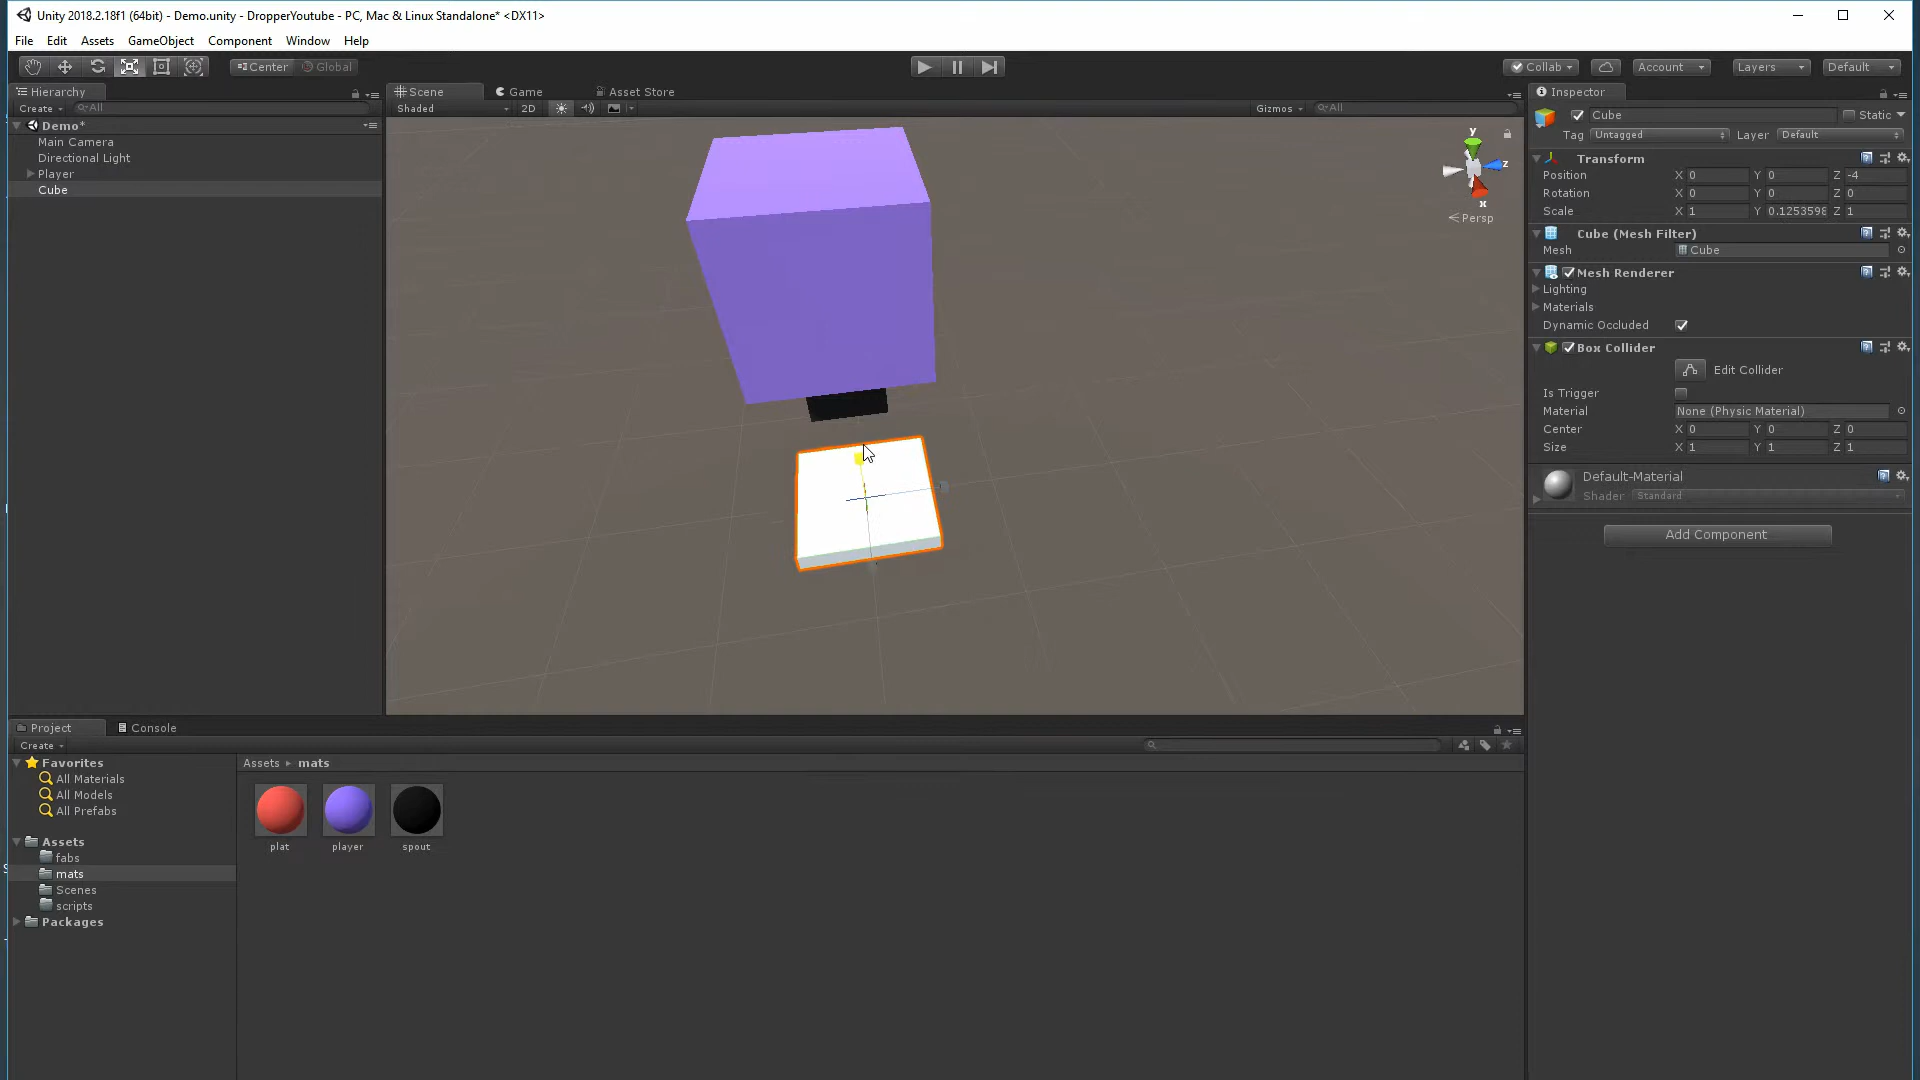 Unity 2018.2.18f1 (64bit) - Demo.unity - DropperYoutube - PC, Mac & Linux Standalone* <DX11>
File Edit Assets GameObject Component Window Help
Center Global Collab Account Layers Default
Hierarchy Scene Game Asset Store Inspector
Create All Shaded 2D Gizmos All
Cube Static
Demo*
Tag Untagged Layer Default
Main Camera
Directional Light
Player
Cube
y z x
Persp
Transform
Position X 0 Y 0 Z -4
Rotation X 0 Y 0 Z 0
Scale X 1 Y 0.1253598 Z 1
Cube (Mesh Filter)
Mesh Cube
Mesh Renderer
Lighting
Materials
Dynamic Occluded
Box Collider
Edit Collider
Is Trigger
Material None (Physic Material)
Center X 0 Y 0 Z 0
Size X 1 Y 1 Z 1
Default-Material
Shader Standard
Add Component
Project Console
Create
Favorites
All Materials
All Models
All Prefabs
Assets
fabs
mats
Scenes
scripts
Packages
Assets mats
plat player spout